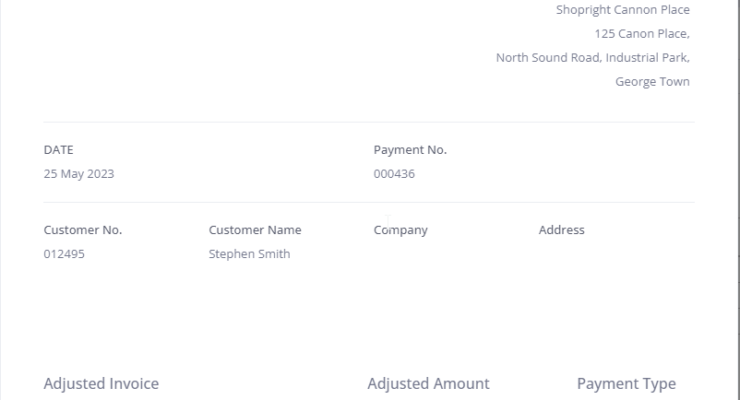 Shopright Cannon Place
125 Canon Place,
North Sound Road, Industrial Park,
George Town
DATE Payment No.
25 May 2023 000436
Customer No. Customer Name Company Address
012495 Stephen Smith
Adjusted Invoice Adjusted Amount Payment Type